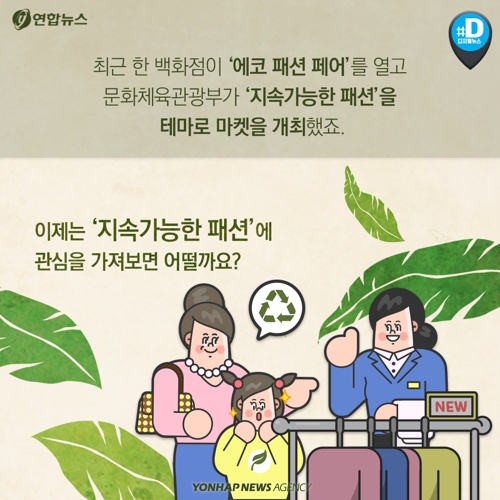 연합뉴스
#D
디지털뉴스
최근 한 백화점이 ‘에코 패션 페어’를 열고
문화체육관광부가 ‘지속가능한 패션’을
테마로 마켓을 개최했죠.
이제는 ‘지속가능한 패션’에
관심을 가져보면 어떨까요?
NEW
YONHAP NEWS AGENCY